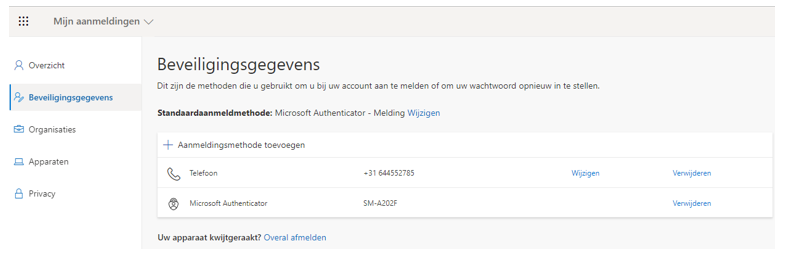 Mijn aanmeldingen
Overzicht
Beveiligingsgegevens
Organisaties
Apparaten
Privacy
Beveiligingsgegevens
Dit zijn de methoden die u gebruikt om u bij uw account aan te melden of om uw wachtwoord opnieuw in te stellen.
Standaardaanmeldmethode: Microsoft Authenticator - Melding Wijzigen
+ Aanmeldingsmethode toevoegen
Telefoon +31 644552785 Wijzigen Verwijderen
Microsoft Authenticator SM-A202F Verwijderen
Uw apparaat kwijtgeraakt? Overal afmelden